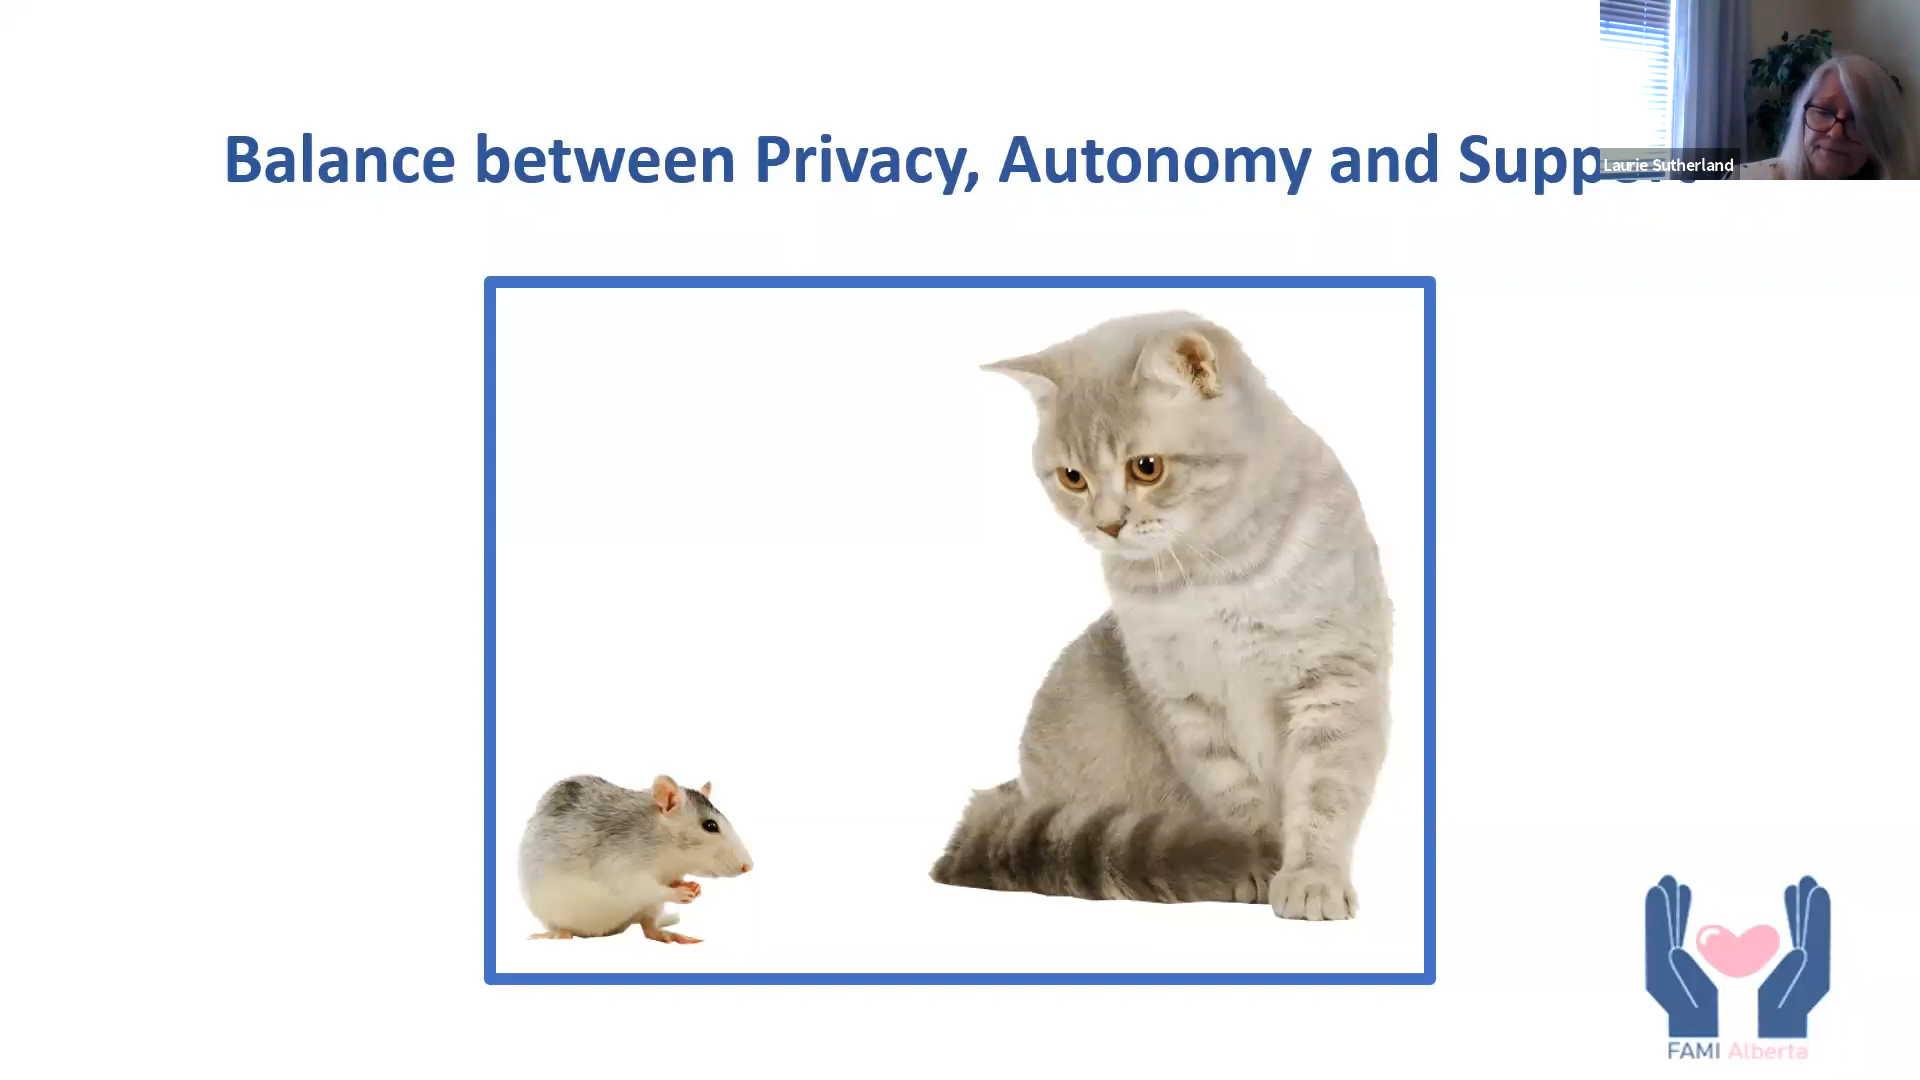 Balance between Privacy, Autonomy and Support
Laurie Sutherland
FAMI Alberta